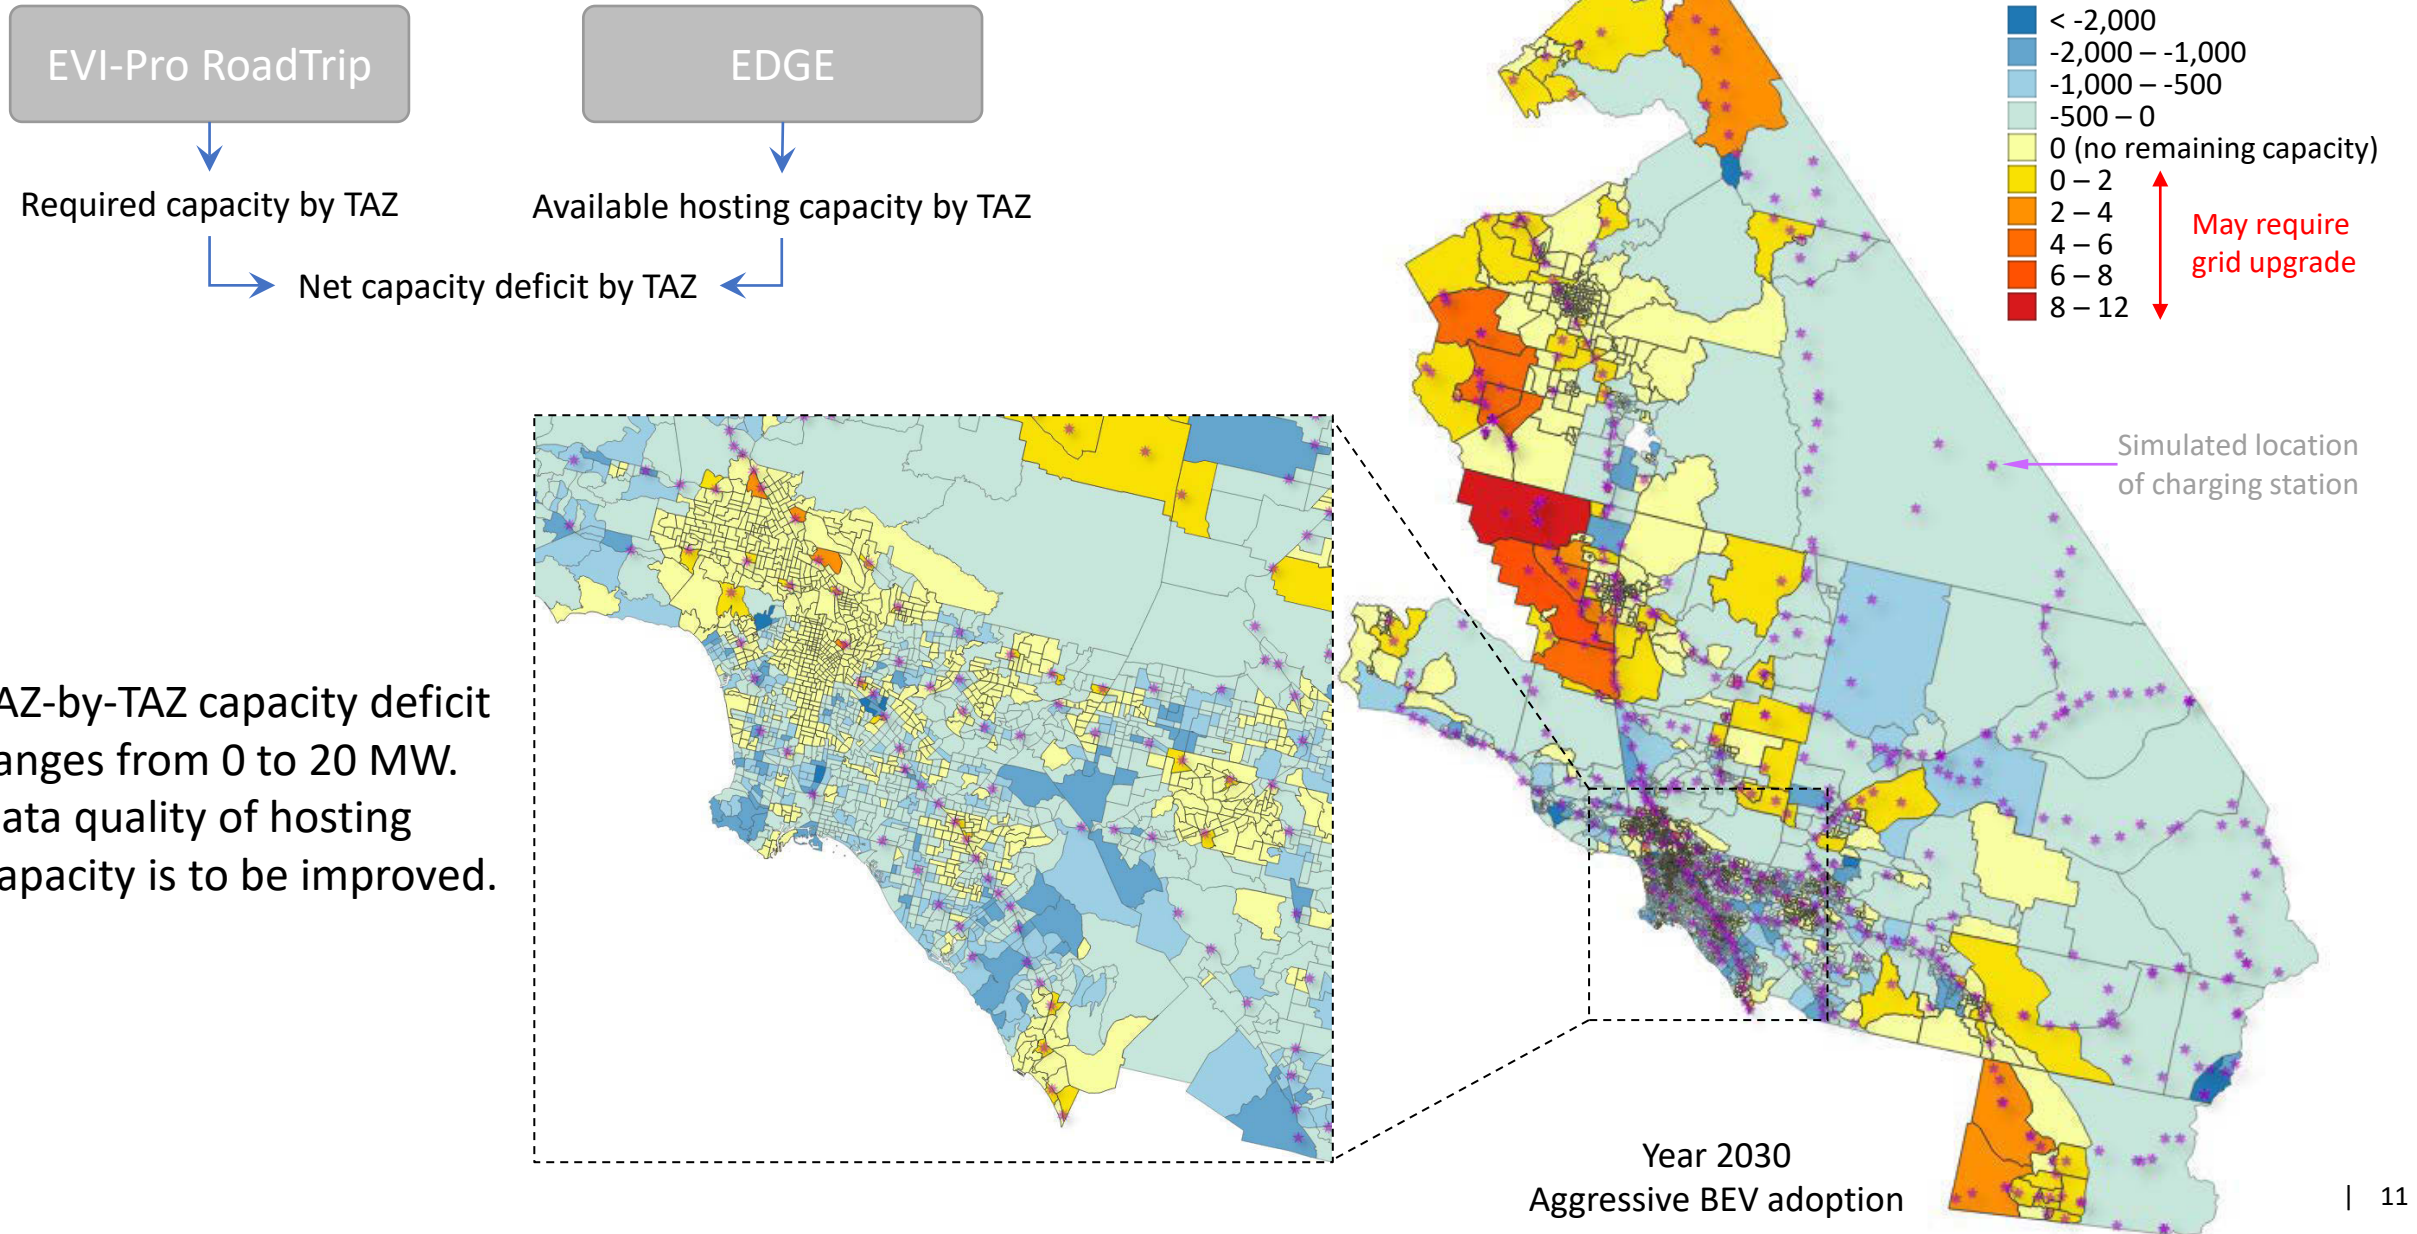 EVI-Pro RoadTrip
EDGE
Required capacity by TAZ
Available hosting capacity by TAZ
Net capacity deficit by TAZ
< -2,000
-2,000 – -1,000
-1,000 – -500
-500 – 0
0 (no remaining capacity)
0 – 2
2 – 4
4 – 6
6 – 8
8 – 12
May require
grid upgrade
Simulated location
of charging station
AZ-by-TAZ capacity deficit
anges from 0 to 20 MW.
ata quality of hosting
apacity is to be improved.
Year 2030
Aggressive BEV adoption
| 11